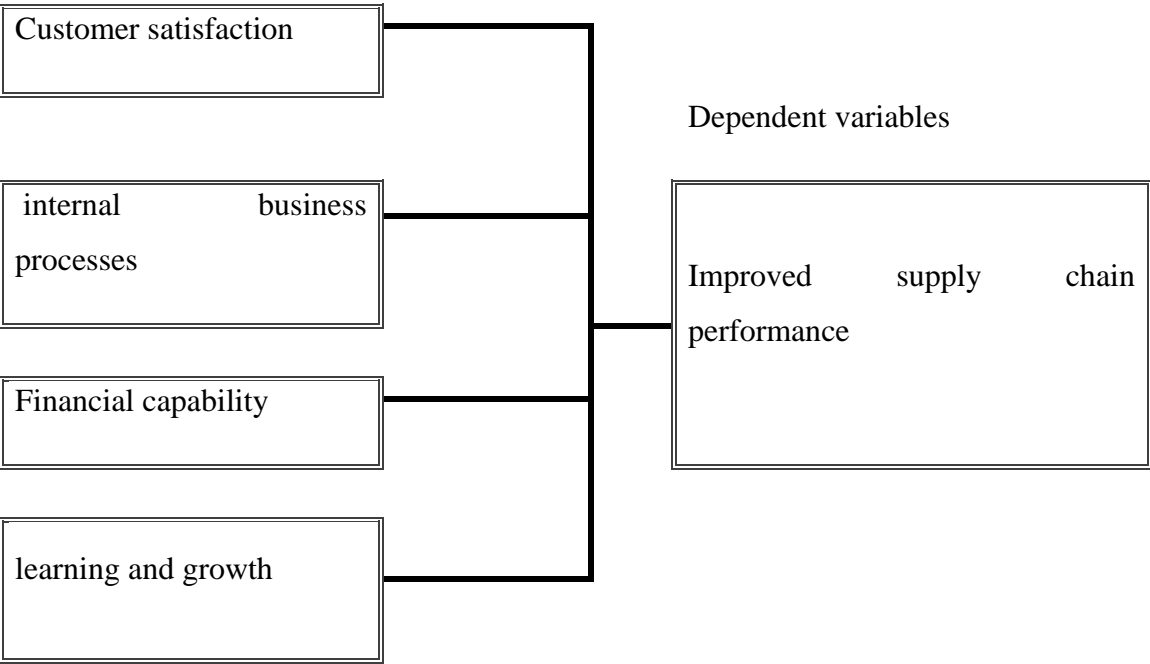 Customer satisfaction
Dependent variables
internal business
processes
Improved supply chain
performance
Financial capability
learning and growth